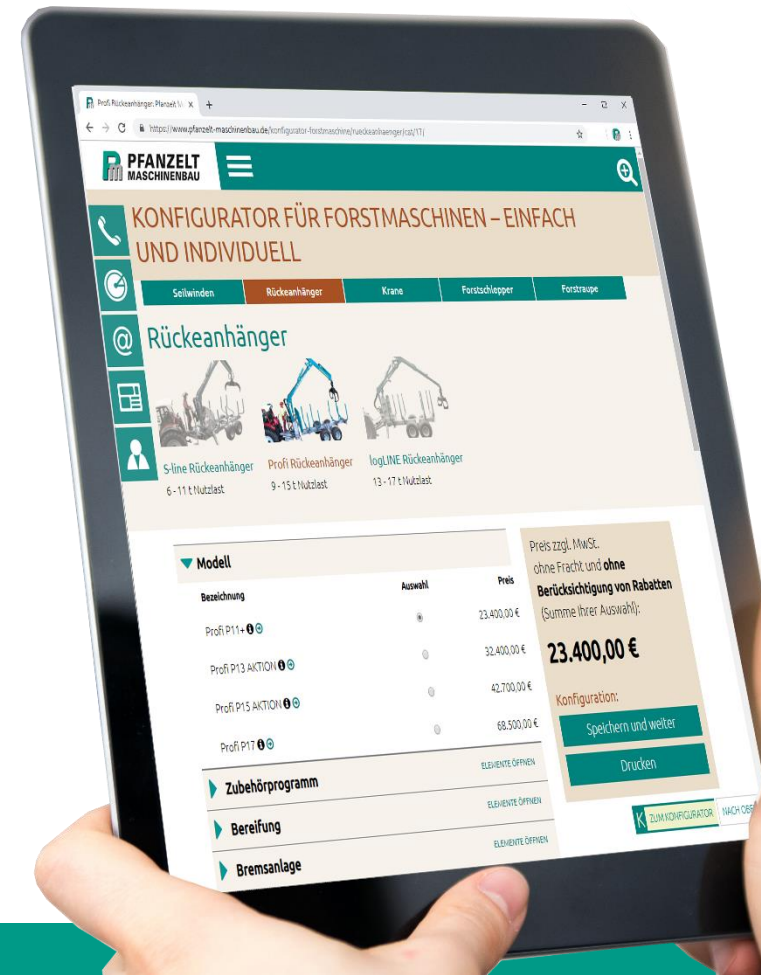 Profi Rückeanhänger: Pfanzelt M
https://www.pfanzelt-maschinenbau.de/konfigurator-forstmaschine/rueckeanhaenger/cat/17/
Pm PFANZELT
MASCHINENBAU
KONFIGURATOR FÜR FORSTMASCHINEN – EINFACH
UND INDIVIDUELL
Seilwinden Rückeanhänger Krane Forstschlepper Forstraupe
@
Rückeanhänger
S-line Rückeanhänger Profi Rückeanhänger logLINE Rückeanhänger
6 - 11 t Nutzlast 9 - 15 t Nutzlast 13 - 17 t Nutzlast
Modell
Bezeichnung Auswahl Preis
Profi P11+ 23.400,00 €
Profi P13 AKTION 32.400,00 €
Profi P15 AKTION 42.700,00 €
Profi P17 68.500,00 €
Zubehörprogramm ELEMENTE ÖFFNEN
Bereifung ELEMENTE ÖFFNEN
Bremsanlage ELEMENTE ÖFFNEN
Preis zzgl. MwSt.
ohne Fracht und ohne
Berücksichtigung von Rabatten
(Summe Ihrer Auswahl):
23.400,00 €
Konfiguration:
Speichern und weiter
Drucken
K ZUM KONFIGURATOR NACH OBE